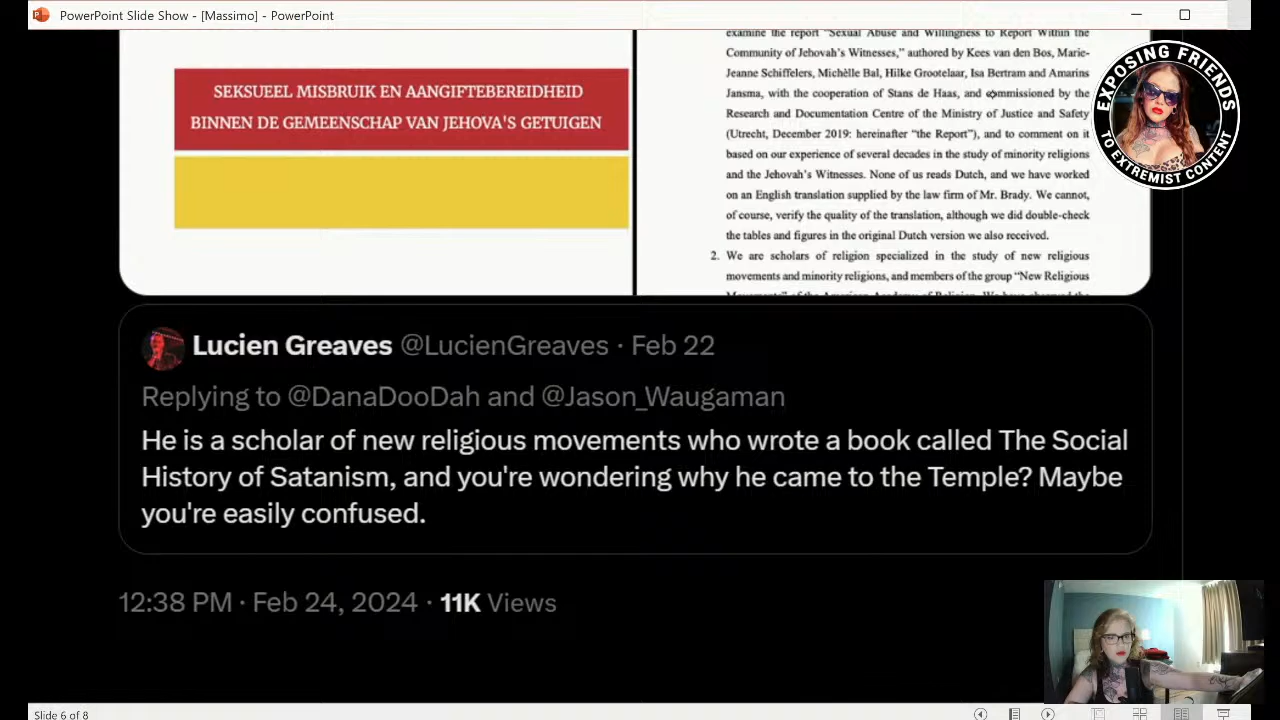 PowerPoint Slide Show - [Massimo] - PowerPoint
SEKSUEEL MISBRUIK EN AANGIFTEBEREIDHEID
BINNEN DE GEMEENSCHAP VAN JEHOVA'S GETUIGEN
examine the report "Sexual Abuse and Willingness to Report Within the
Community of Jehovah's Witnesses," authored by Kees van den Bos, Marie-
Jeanne Schiffelers, Michèlle Bal, Hilke Grootelaar, Isa Bertram and Amarins
Jansma, with the cooperation of Stans de Haas, and commissioned by the
Research and Documentation Centre of the Ministry of Justice and Safety
(Utrecht, December 2019: hereinafter "the Report"), and to comment on it
based on our experience of several decades in the study of minority religions
and the Jehovah's Witnesses. None of us reads Dutch, and we have worked
on an English translation supplied by the law firm of Mr. Brady. We cannot,
of course, verify the quality of the translation, although we did double-check
the tables and figures in the original Dutch version we also received.
2. We are scholars of religion specialized in the study of new religious
movements and minority religions, and members of the group "New Religious
EXPOSING FRIENDS
TO EXTREMIST CONTENT
Lucien Greaves @LucienGreaves · Feb 22
Replying to @DanaDooDah and @Jason_Waugaman
He is a scholar of new religious movements who wrote a book called The Social
History of Satanism, and you're wondering why he came to the Temple? Maybe
you're easily confused.
12:38 PM · Feb 24, 2024 · 11K Views
Slide 6 of 8